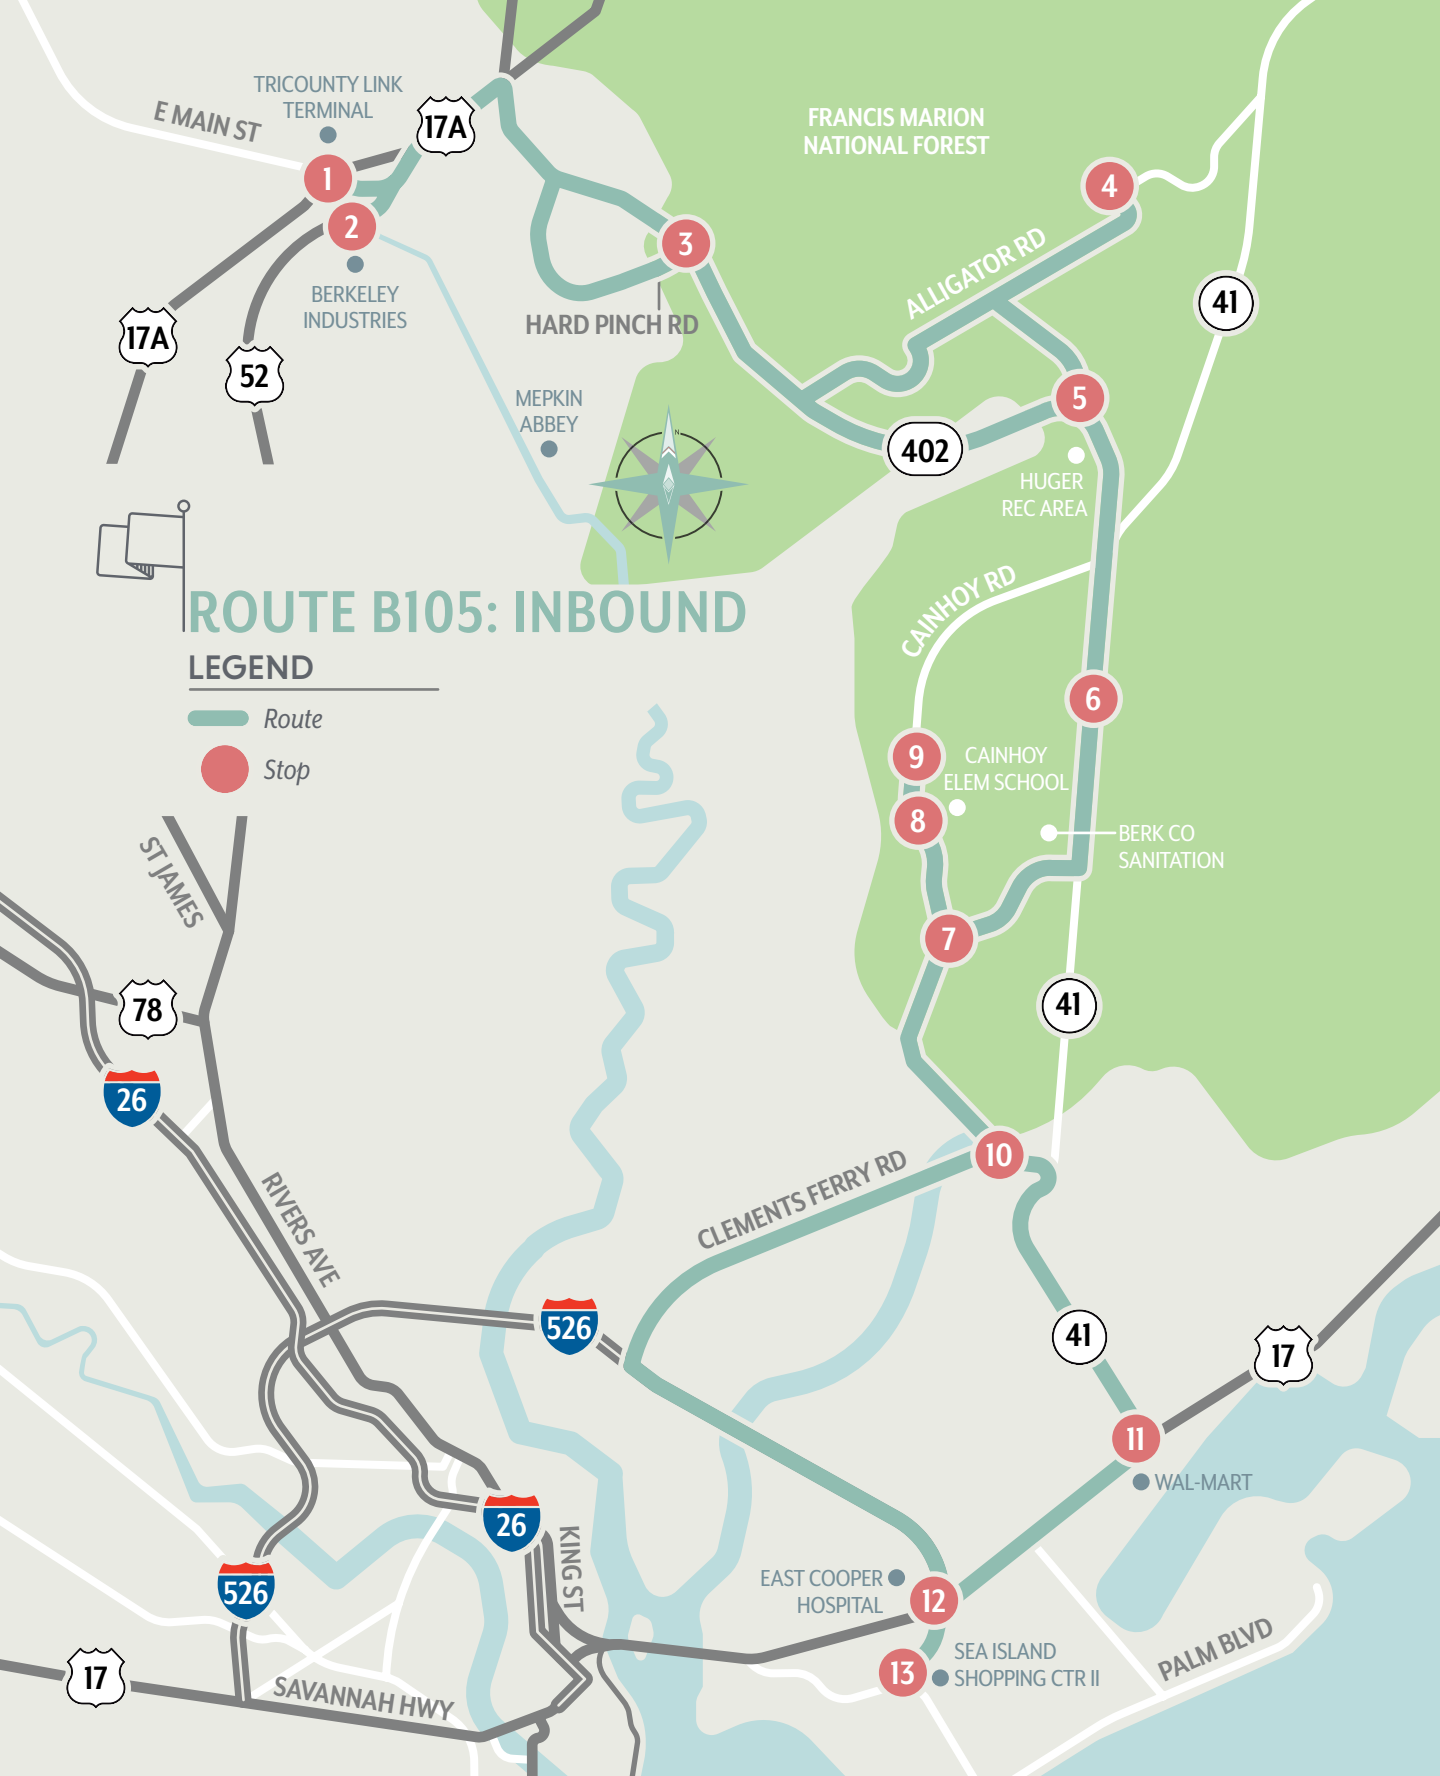 TRICOUNTY LINK
TERMINAL
E MAIN ST
17A
FRANCIS MARION
NATIONAL FOREST
1
2
3
4
BERKELEY
INDUSTRIES
17A
52
HARD PINCH RD
ALLIGATOR RD
41
MEPKIN
ABBEY
N
402
5
HUGER
REC AREA
ROUTE B105: INBOUND
LEGEND
Route
Stop
CAINHOY RD
6
9
CAINHOY
ELEM SCHOOL
8
BERK CO
SANITATION
7
41
ST JAMES
78
26
RIVERS AVE
10
CLEMENTS FERRY RD
526
41
17
11
WAL-MART
26
KING ST
526
EAST COOPER
HOSPITAL
12
SEA ISLAND
SHOPPING CTR II
13
PALM BLVD
17
SAVANNAH HWY